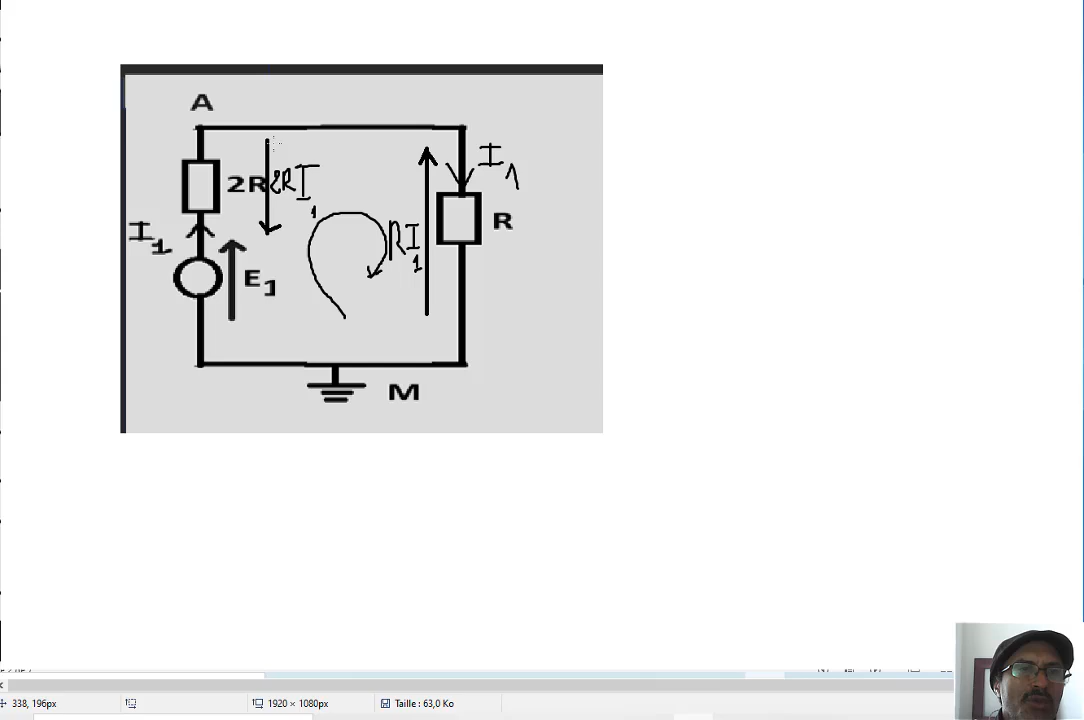 A
I1
2R
2RI1
I1
RI1
R
E1
M
338, 196px
1920 × 1080px
Taille : 63,0 Ko